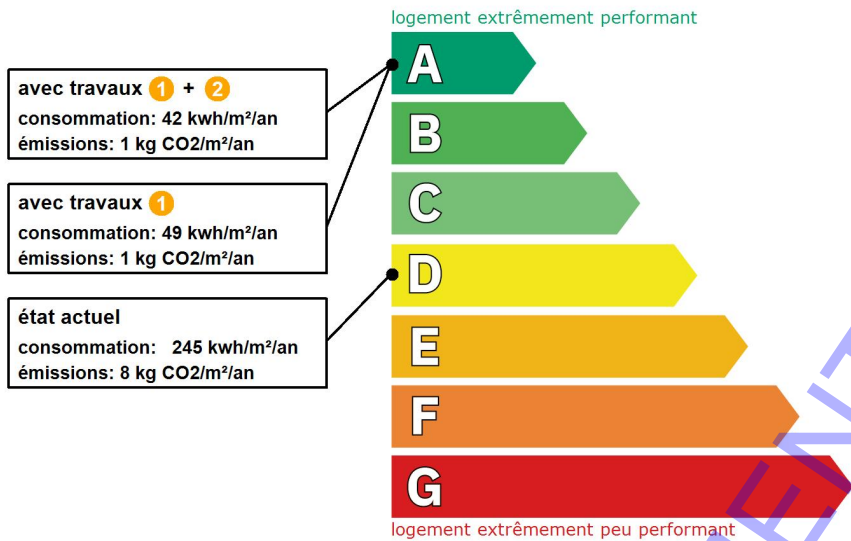 logement extrêmement performant
avec travaux 1 + 2
consommation: 42 kwh/m²/an
émissions: 1 kg CO2/m²/an
avec travaux 1
consommation: 49 kwh/m²/an
émissions: 1 kg CO2/m²/an
état actuel
consommation: 245 kwh/m²/an
émissions: 8 kg CO2/m²/an
A
B
C
D
E
F
G
logement extrêmement peu performant